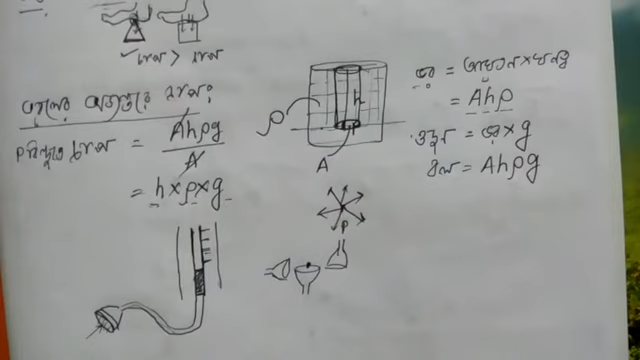 চাপ > চাপ
তরলের অভ্যন্তরে চাপঃ
P বিন্দুতে চাপ = Ahρg / A
= h×ρ×g
ρ
h
A
P
ভর = আয়তন×ঘনত্ব
= Ahρ
ওজন = ভর×g
বল = Ahρg